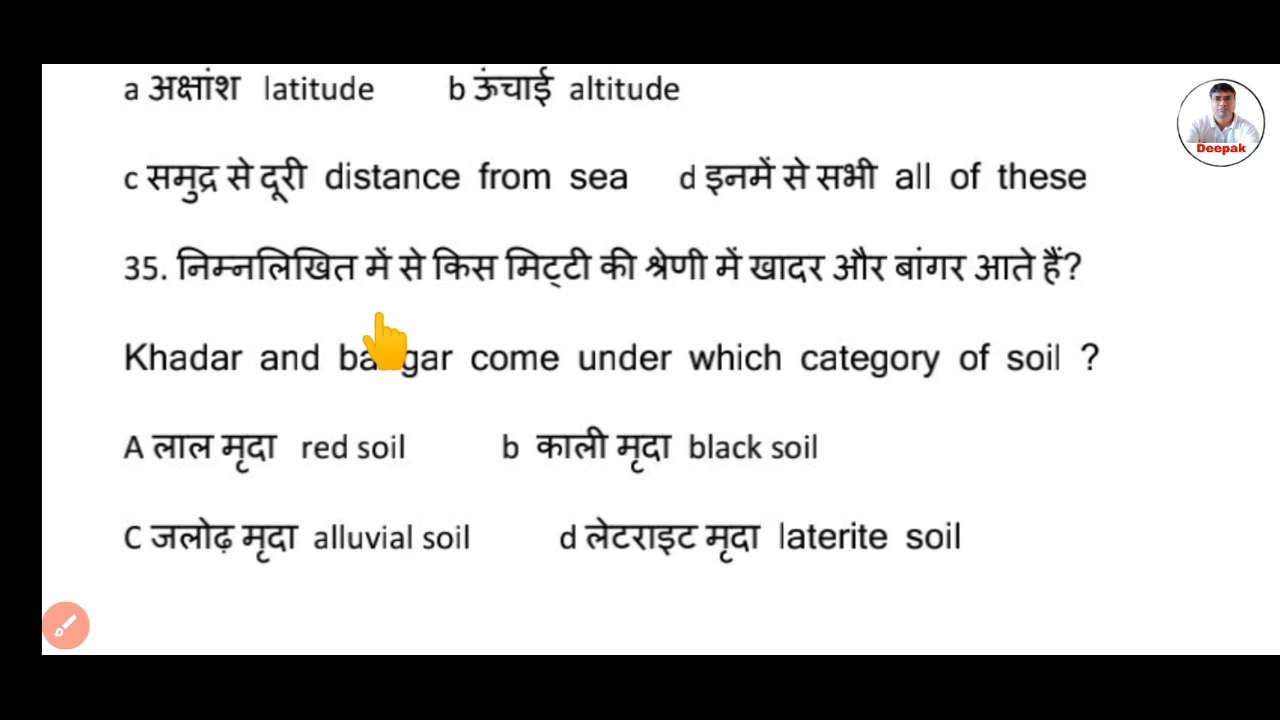 a अक्षांश latitude b ऊंचाई altitude
Deepak
c समुद्र से दूरी distance from sea d इनमें से सभी all of these
35. निम्नलिखित में से किस मिट्टी की श्रेणी में खादर और बांगर आते हैं?
Khadar and come under which category of soil ?
A लाल मृदा red soil b काली मृदा black soil
C जलोढ़ मृदा alluvial soil d लेटराइट मृदा laterite soil